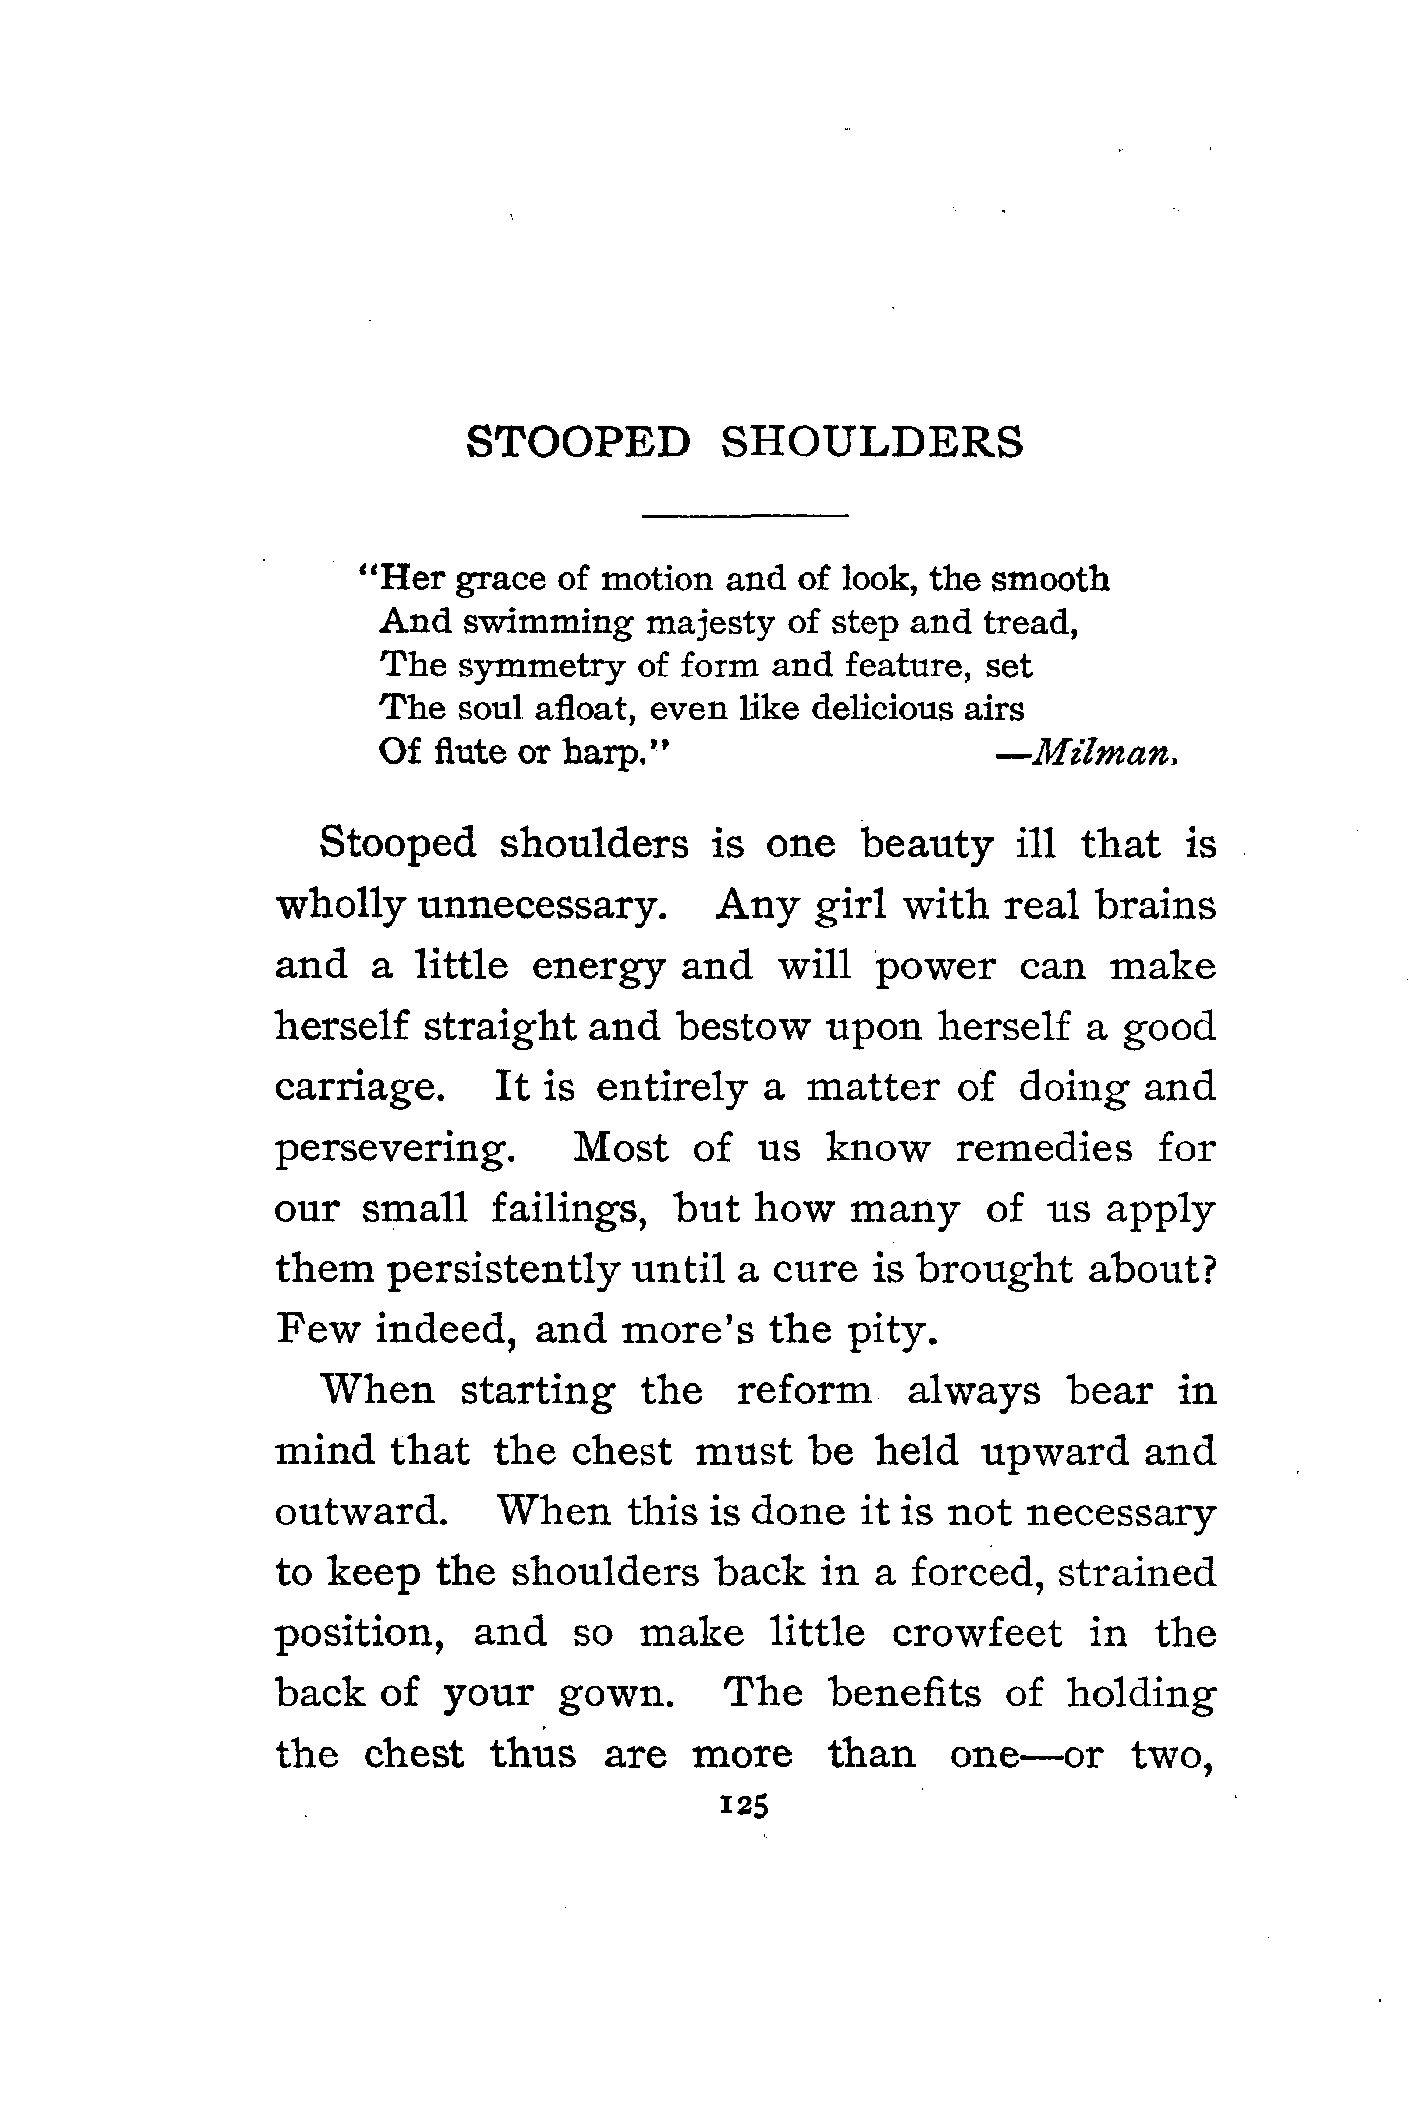 STOOPED SHOULDERS
"Her grace of motion and of look, the smooth
And swimming majesty of step and tread,
The symmetry of form and feature, set
The soul afloat, even like delicious airs
Of flute or harp." —Milman.
Stooped shoulders is one beauty ill that is
wholly unnecessary. Any girl with real brains
and a little energy and will power can make
herself straight and bestow upon herself a good
carriage. It is entirely a matter of doing and
persevering. Most of us know remedies for
our small failings, but how many of us apply
them persistently until a cure is brought about?
Few indeed, and more's the pity.
When starting the reform always bear in
mind that the chest must be held upward and
outward. When this is done it is not necessary
to keep the shoulders back in a forced, strained
position, and so make little crowfeet in the
back of your gown. The benefits of holding
the chest thus are more than one—or two,
125